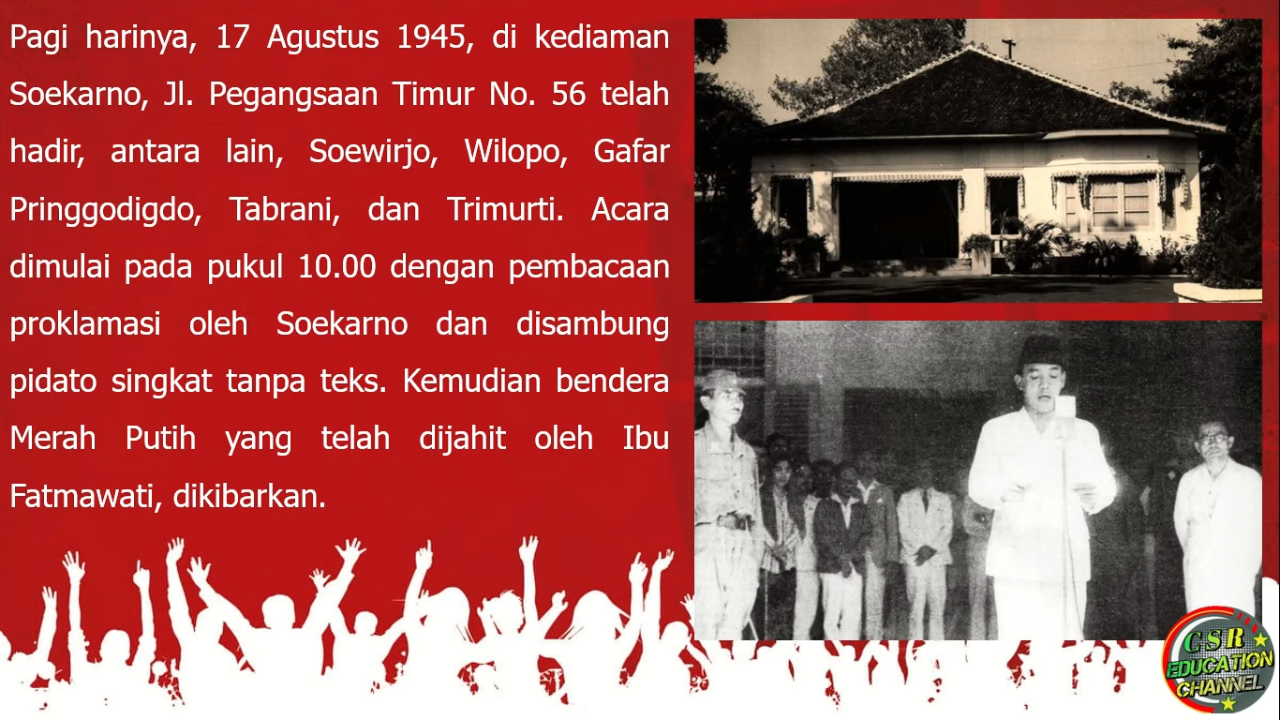 Pagi harinya, 17 Agustus 1945, di kediaman
Soekarno, Jl. Pegangsaan Timur No. 56 telah
hadir, antara lain, Soewirjo, Wilopo, Gafar
Pringgodigdo, Tabrani, dan Trimurti. Acara
dimulai pada pukul 10.00 dengan pembacaan
proklamasi oleh Soekarno dan disambung
pidato singkat tanpa teks. Kemudian bendera
Merah Putih yang telah dijahit oleh Ibu
Fatmawati, dikibarkan.
CSR
EDUCATION
CHANNEL